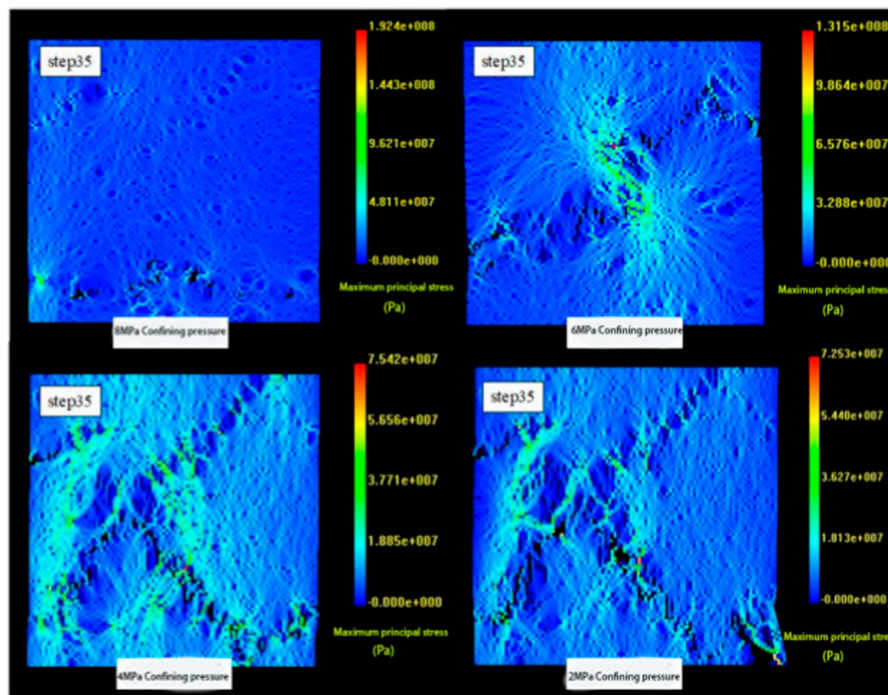 step35
1.924e+008
1.443e+008
9.621e+007
4.811e+007
-0.000e+000
Maximum principal stress
(Pa)
8MPa Confining pressure
step35
1.315e+008
9.864e+007
6.576e+007
3.288e+007
-0.000e+000
Maximum principal stress
(Pa)
6MPa Confining pressure
step35
7.542e+007
5.656e+007
3.771e+007
1.885e+007
-0.000e+000
Maximum principal stress
(Pa)
4MPa Confining pressure
step35
7.253e+007
5.440e+007
3.627e+007
1.813e+007
-0.000e+000
Maximum principal stress
(Pa)
2MPa Confining pressure